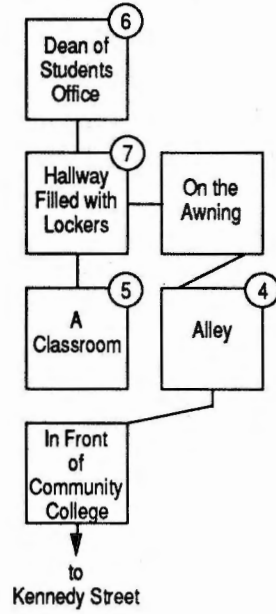 6
Dean of
Students
Office
7
Hallway
Filled with
Lockers
On the
Awning
5
A
Classroom
4
Alley
In Front
of
Community
College
to
Kennedy Street